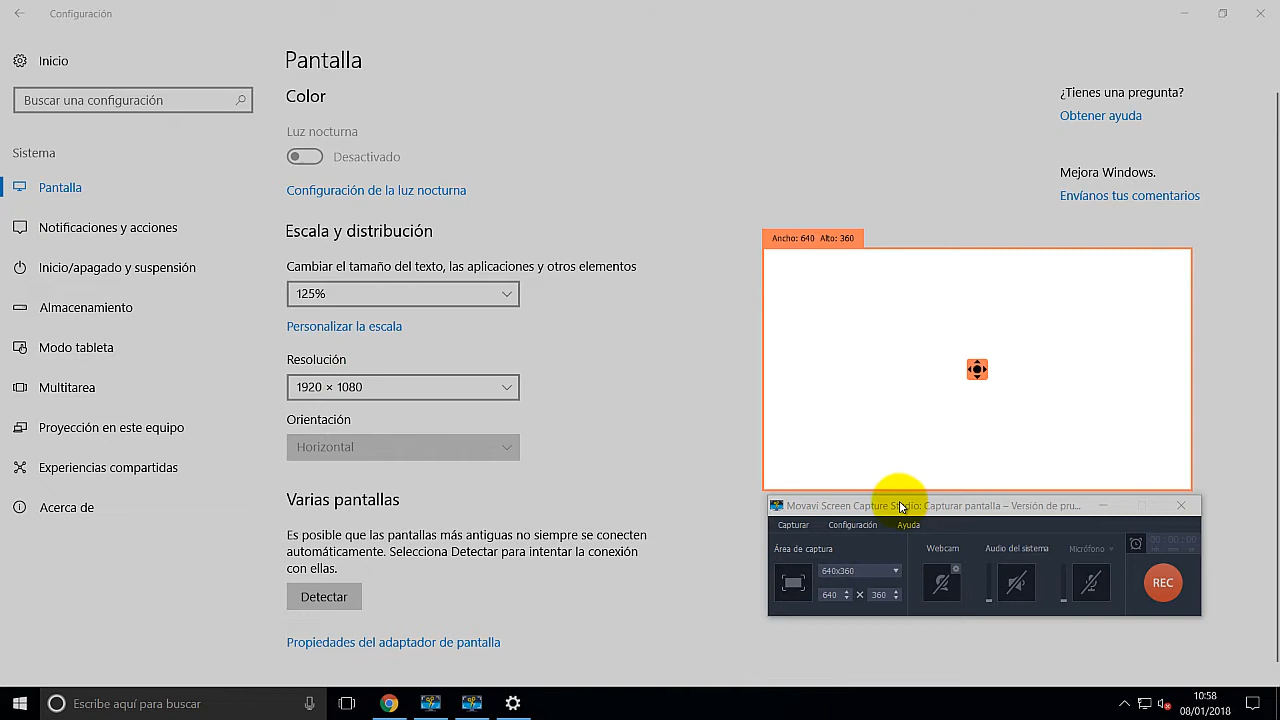 Configuración
Inicio
Buscar una configuración
Sistema
Pantalla
Notificaciones y acciones
Inicio/apagado y suspensión
Almacenamiento
Modo tableta
Multitarea
Proyección en este equipo
Experiencias compartidas
Acerca de
Pantalla
Color
Luz nocturna
Desactivado
Configuración de la luz nocturna
Escala y distribución
Cambiar el tamaño del texto, las aplicaciones y otros elementos
125%
Personalizar la escala
Resolución
1920 × 1080
Orientación
Horizontal
Varias pantallas
Es posible que las pantallas más antiguas no siempre se conecten
automáticamente. Selecciona Detectar para intentar la conexión
con ellas.
Detectar
Propiedades del adaptador de pantalla
¿Tienes una pregunta?
Obtener ayuda
Mejora Windows.
Envíanos tus comentarios
Ancho: 640 Alto: 360
Movavi Screen Capture Studio: Capturar pantalla – Versión de pru...
Capturar Configuración Ayuda
Área de captura
640x360
640 × 360
Webcam
Audio del sistema
Micrófono
00:00:00
REC
Escribe aquí para buscar
10:58
08/01/2018